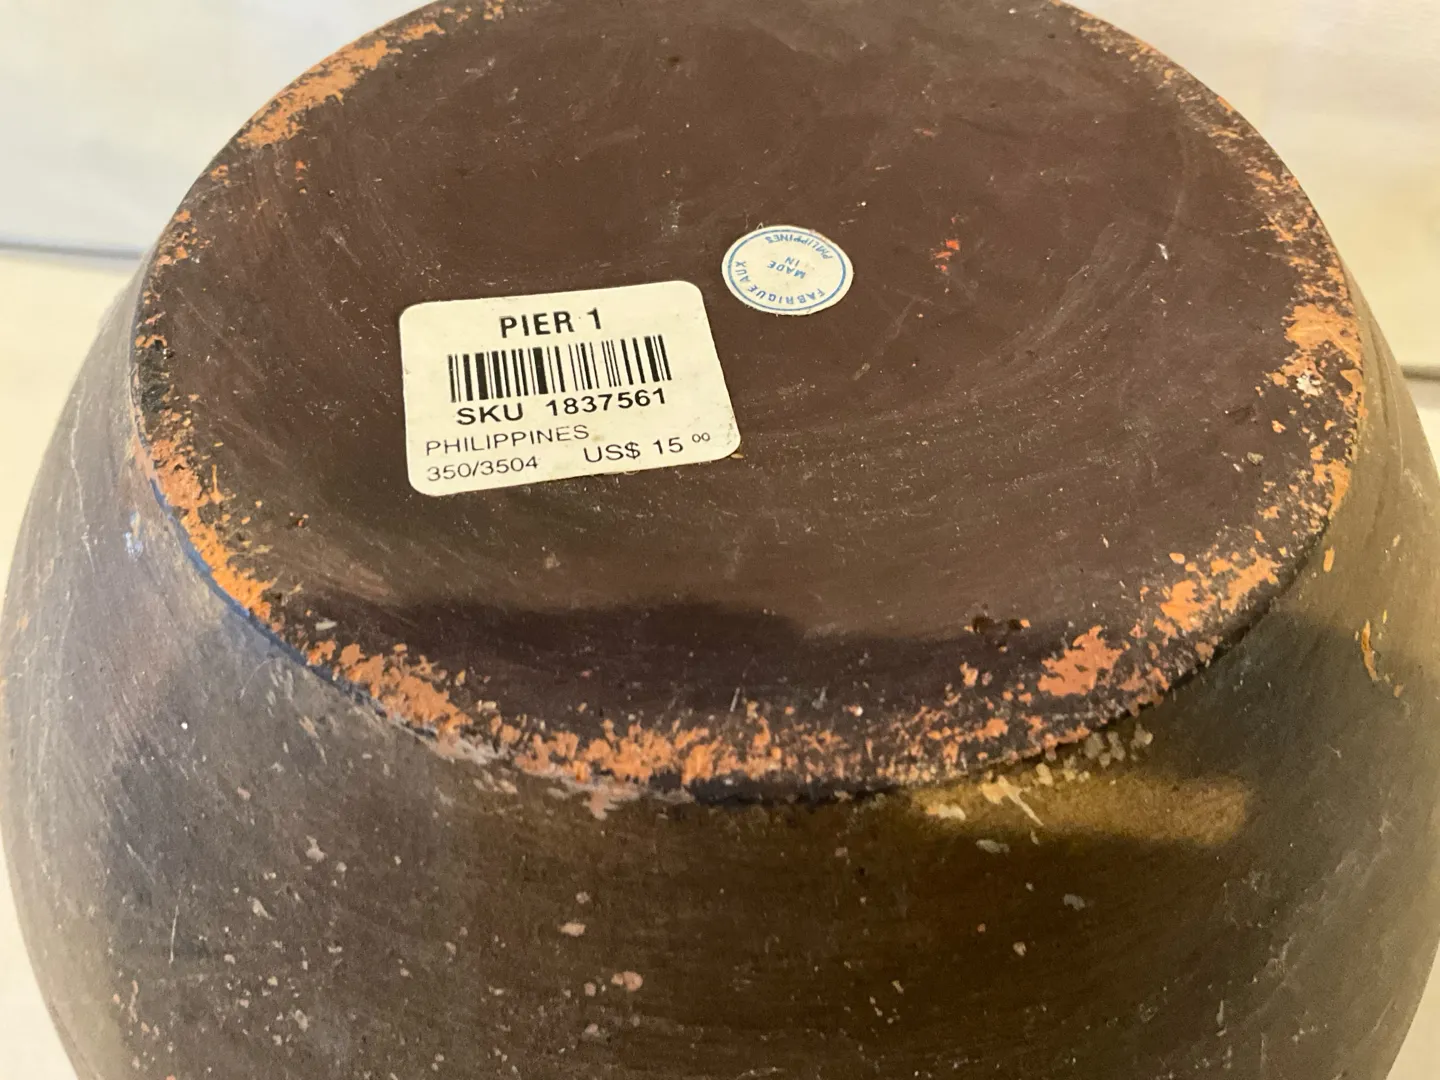 PIER 1
SKU 1837561
PHILIPPINES
350/3504 US$ 15 00
MADE
IN
PHILIPPINES
FABRIQUE AUX